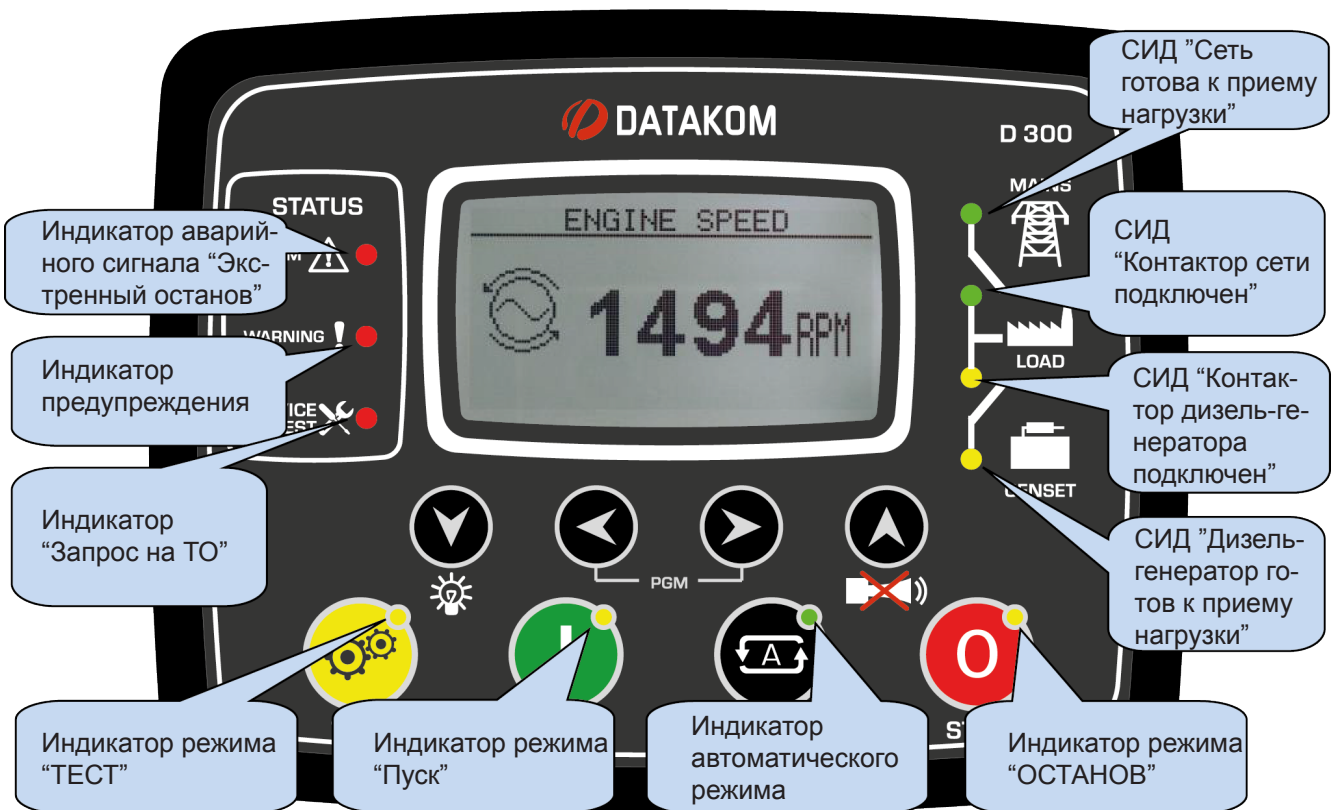 СИД "Сеть
готова к приему
нагрузки”
DATAKOM
D 300
MAINS
STATUS
ENGINE SPEED
Индикатор аварий-
ного сигнала “Экс-
тренный останов”
СИД
“Контактор сети
подключен”
1494 RPM
WARNING
LOAD
Индикатор
предупреждения
СИД “Контак-
тор дизель-ге-
нератора
подключен”
GENSET
Индикатор
“Запрос на ТО”
PGM
СИД "Дизель-
генератор го-
тов к приему
нагрузки”
A
0
Индикатор режима
“ТЕСТ”
Индикатор режима
“Пуск”
Индикатор
автоматического
режима
Индикатор режима
“ОСТАНОВ”